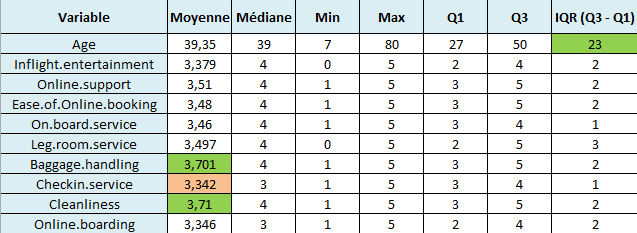 Variable Moyenne Médiane Min Max Q1 Q3 IQR (Q3 - Q1)
Age 39,35 39 7 80 27 50 23
Inflight.entertainment 3,379 4 0 5 2 4 2
Online.support 3,51 4 1 5 3 5 2
Ease.of.Online.booking 3,48 4 1 5 3 5 2
On.board.service 3,46 4 1 5 3 4 1
Leg.room.service 3,497 4 0 5 2 5 3
Baggage.handling 3,701 4 1 5 3 5 2
Checkin.service 3,342 3 1 5 3 4 1
Cleanliness 3,71 4 1 5 3 5 2
Online.boarding 3,346 3 1 5 2 4 2